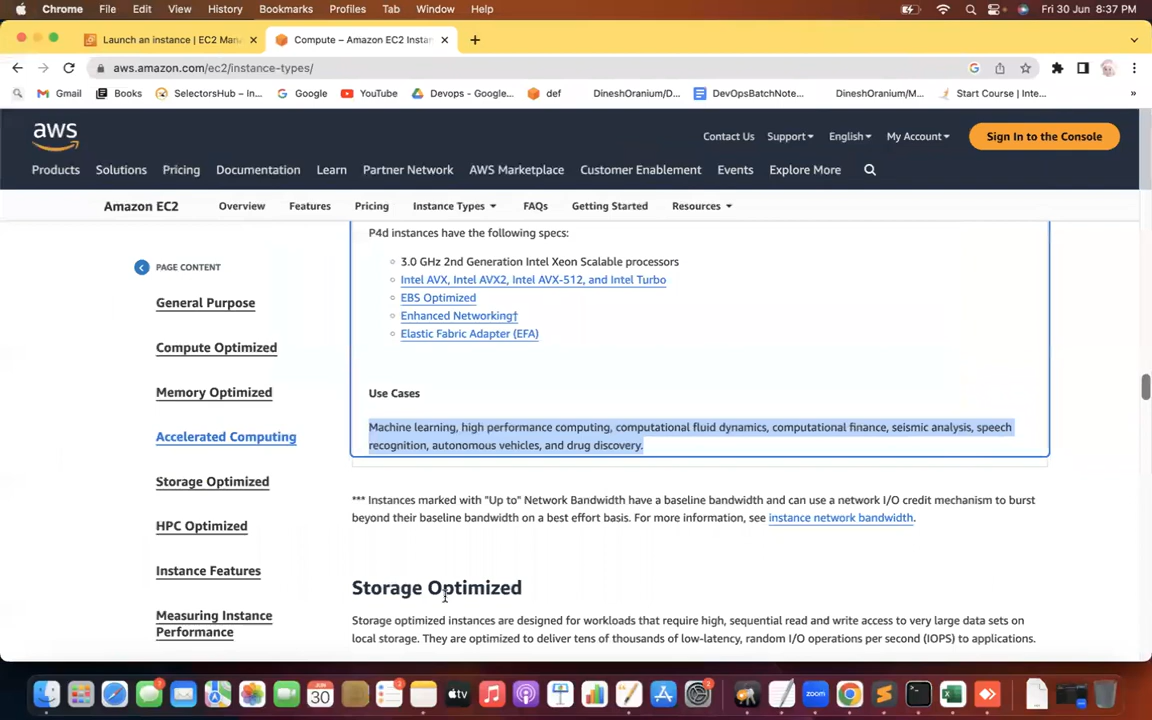 Chrome File Edit View History Bookmarks Profiles Tab Window Help Fri 30 Jun 8:37 PM
Launch an instance | EC2 Mana Compute – Amazon EC2 Instan
aws.amazon.com/ec2/instance-types/
Gmail Books SelectorsHub – In... Google YouTube Devops - Google... def DineshOranium/D... DevOpsBatchNote... DineshOranium/M... Start Course | Inte...
aws
Contact Us Support English My Account Sign In to the Console
Products Solutions Pricing Documentation Learn Partner Network AWS Marketplace Customer Enablement Events Explore More
Amazon EC2 Overview Features Pricing Instance Types FAQs Getting Started Resources
PAGE CONTENT
General Purpose
Compute Optimized
Memory Optimized
Accelerated Computing
Storage Optimized
HPC Optimized
Instance Features
Measuring Instance
Performance
P4d instances have the following specs:
3.0 GHz 2nd Generation Intel Xeon Scalable processors
Intel AVX, Intel AVX2, Intel AVX-512, and Intel Turbo
EBS Optimized
Enhanced Networking†
Elastic Fabric Adapter (EFA)
Use Cases
Machine learning, high performance computing, computational fluid dynamics, computational finance, seismic analysis, speech
recognition, autonomous vehicles, and drug discovery.
*** Instances marked with "Up to" Network Bandwidth have a baseline bandwidth and can use a network I/O credit mechanism to burst
beyond their baseline bandwidth on a best effort basis. For more information, see instance network bandwidth.
Storage Optimized
Storage optimized instances are designed for workloads that require high, sequential read and write access to very large data sets on
local storage. They are optimized to deliver tens of thousands of low-latency, random I/O operations per second (IOPS) to applications.
JUN
30
tv
zoom